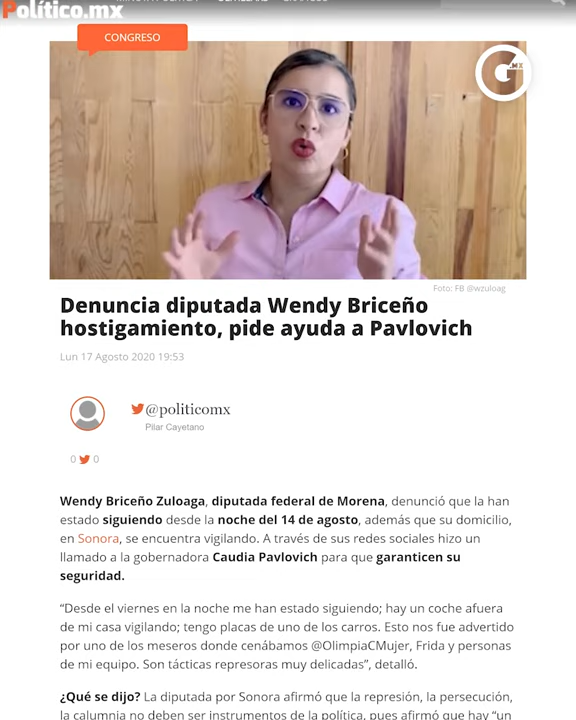 Político.mx
CONGRESO
G.MX
Foto: FB @wzuloag
Denuncia diputada Wendy Briceño
hostigamiento, pide ayuda a Pavlovich
Lun 17 Agosto 2020 19:53
@politicomx
Pilar Cayetano
0 0
Wendy Briceño Zuloaga, diputada federal de Morena, denunció que la han
estado siguiendo desde la noche del 14 de agosto, además que su domicilio,
en Sonora, se encuentra vigilando. A través de sus redes sociales hizo un
llamado a la gobernadora Caudia Pavlovich para que garanticen su
seguridad.
“Desde el viernes en la noche me han estado siguiendo; hay un coche afuera
de mi casa vigilando; tengo placas de uno de los carros. Esto nos fue advertido
por uno de los meseros donde cenábamos @OlimpiaCMujer, Frida y personas
de mi equipo. Son tácticas represoras muy delicadas”, detalló.
¿Qué se dijo? La diputada por Sonora afirmó que la represión, la persecución,
la calumnia no deben ser instrumentos de la política, pues afirmó que hay “un